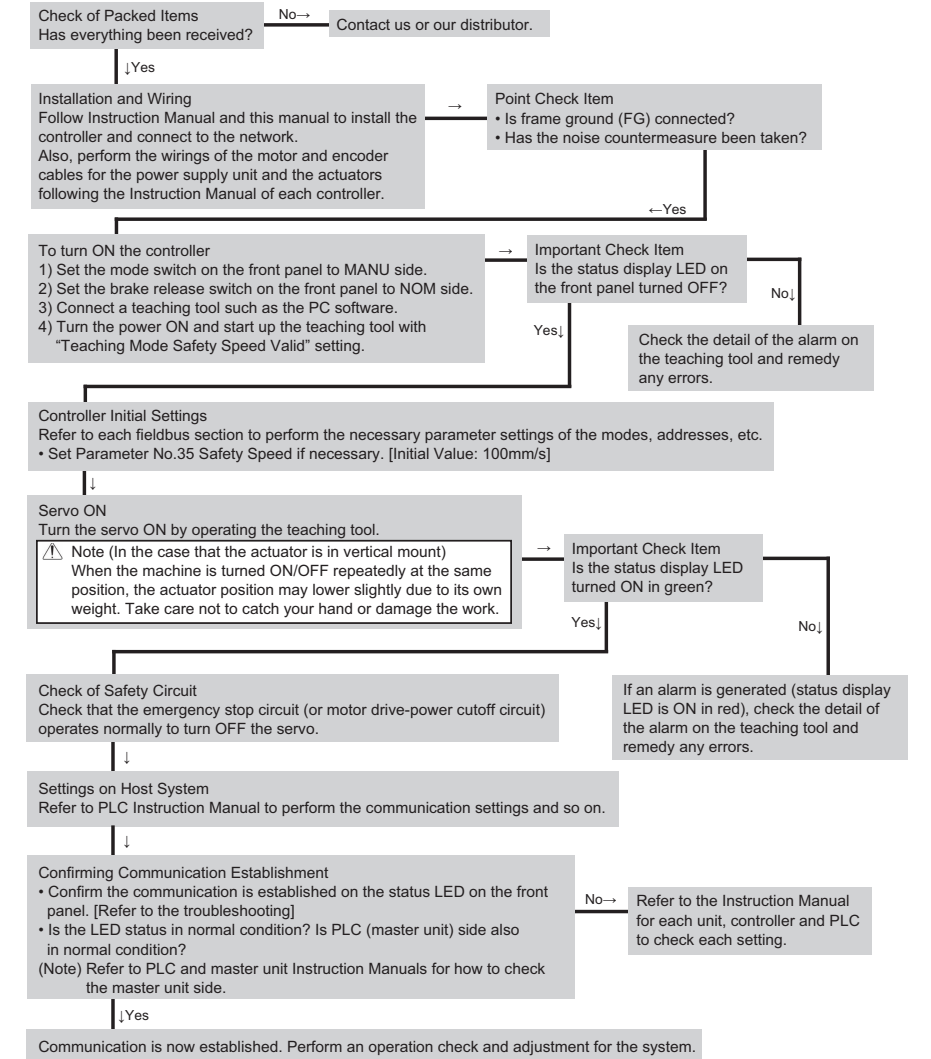 Check of Packed Items
Has everything been received?
No→
Contact us or our distributor.
↓Yes
Installation and Wiring
Follow Instruction Manual and this manual to install the
controller and connect to the network.
Also, perform the wirings of the motor and encoder
cables for the power supply unit and the actuators
following the Instruction Manual of each controller.
→
Point Check Item
• Is frame ground (FG) connected?
• Has the noise countermeasure been taken?
←Yes
To turn ON the controller
1) Set the mode switch on the front panel to MANU side.
2) Set the brake release switch on the front panel to NOM side.
3) Connect a teaching tool such as the PC software.
4) Turn the power ON and start up the teaching tool with
“Teaching Mode Safety Speed Valid” setting.
→
Important Check Item
Is the status display LED on
the front panel turned OFF?
No↓
Yes↓
Check the detail of the alarm on
the teaching tool and remedy
any errors.
Controller Initial Settings
Refer to each fieldbus section to perform the necessary parameter settings of the modes, addresses, etc.
• Set Parameter No.35 Safety Speed if necessary. [Initial Value: 100mm/s]
↓
Servo ON
Turn the servo ON by operating the teaching tool.
Note (In the case that the actuator is in vertical mount)
When the machine is turned ON/OFF repeatedly at the same
position, the actuator position may lower slightly due to its own
weight. Take care not to catch your hand or damage the work.
→
Important Check Item
Is the status display LED
turned ON in green?
Yes↓
No↓
Check of Safety Circuit
Check that the emergency stop circuit (or motor drive-power cutoff circuit)
operates normally to turn OFF the servo.
If an alarm is generated (status display
LED is ON in red), check the detail of
the alarm on the teaching tool and
remedy any errors.
↓
Settings on Host System
Refer to PLC Instruction Manual to perform the communication settings and so on.
↓
Confirming Communication Establishment
• Confirm the communication is established on the status LED on the front
panel. [Refer to the troubleshooting]
• Is the LED status in normal condition? Is PLC (master unit) side also
in normal condition?
(Note) Refer to PLC and master unit Instruction Manuals for how to check
the master unit side.
No→
Refer to the Instruction Manual
for each unit, controller and PLC
to check each setting.
↓Yes
Communication is now established. Perform an operation check and adjustment for the system.